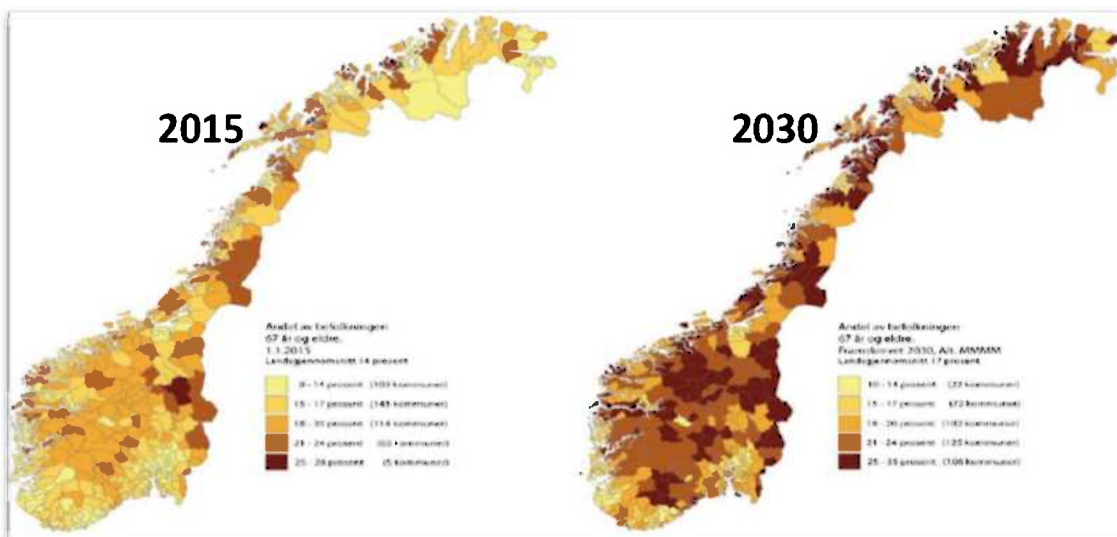 2015
2030
Andel av befolkningen
67 år og eldre.
1.1.2015
Landsgjennomsnitt 14 prosent
8 - 14 prosent (103 kommuner)
15 - 17 prosent (143 kommuner)
18 - 20 prosent (114 kommuner)
21 - 24 prosent kommuner)
25 - 28 prosent (5 kommuner)
Andel av befolkningen
67 år og eldre.
Framskrevet 2030, Alt. MMMM
Landsgjennomsnitt 17 prosent
10 - 14 prosent (22 kommuner)
15 - 17 prosent (72 kommuner)
18 - 20 prosent (103 kommuner)
21 - 24 prosent (125 kommuner)
25 - 35 prosent (106 kommuner)